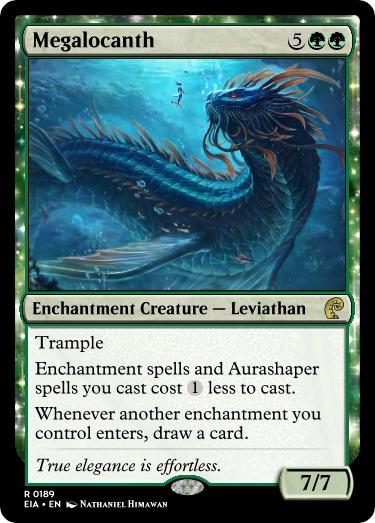 Megalocanth 5
Enchantment Creature — Leviathan
Trample
Enchantment spells and Aurashaper
spells you cast cost 1 less to cast.
Whenever another enchantment you
control enters, draw a card.
True elegance is effortless.
7/7
R 0189
EIA • EN Nathaniel Himawan